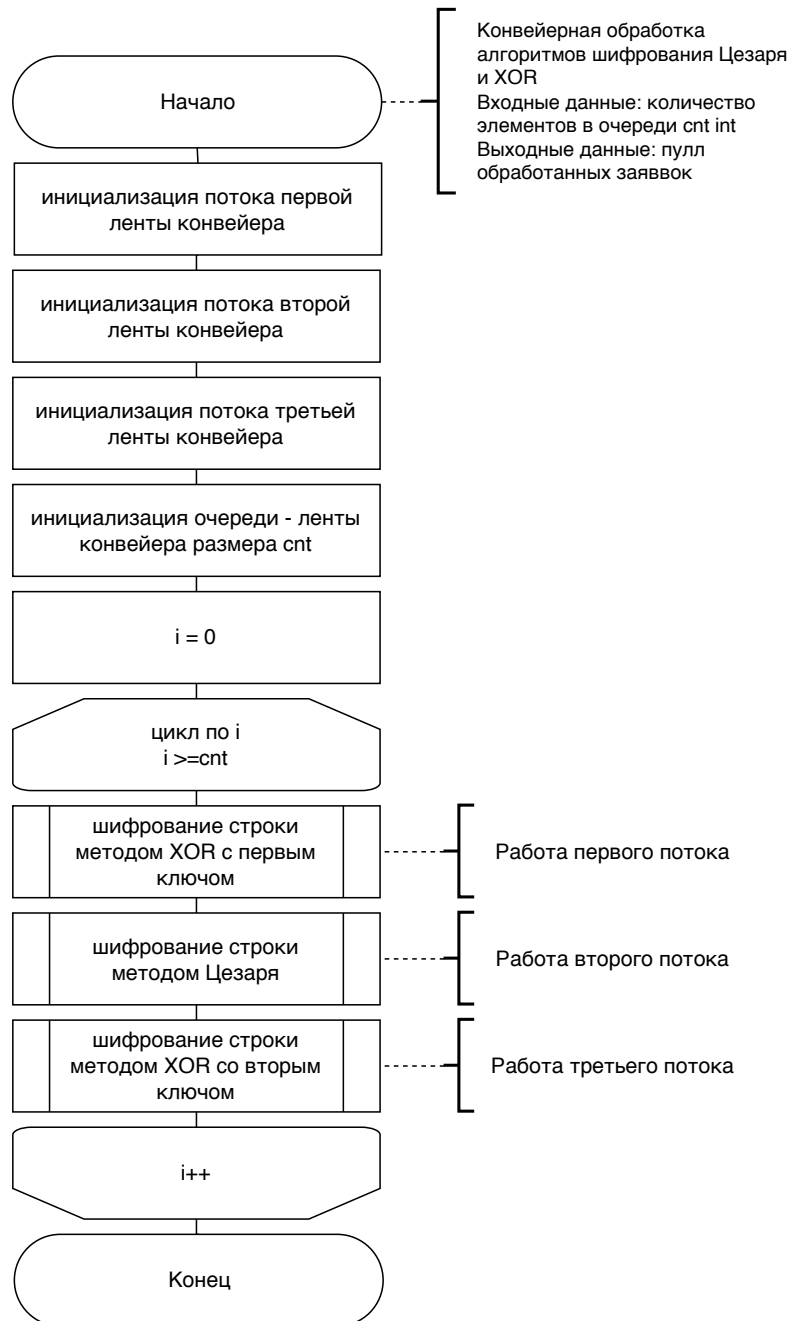 Конвейерная обработка
алгоритмов шифрования Цезаря
и XOR
Входные данные: количество
элементов в очереди cnt int
Выходные данные: пулл
обработанных заяввок
Начало
инициализация потока первой
ленты конвейера
инициализация потока второй
ленты конвейера
инициализация потока третьей
ленты конвейера
инициализация очереди - ленты
конвейера размера cnt
i = 0
цикл по i
i >=cnt
шифрование строки
методом XOR с первым
ключом
Работа первого потока
шифрование строки
методом Цезаря
Работа второго потока
шифрование строки
методом XOR со вторым
ключом
Работа третьего потока
i++
Конец